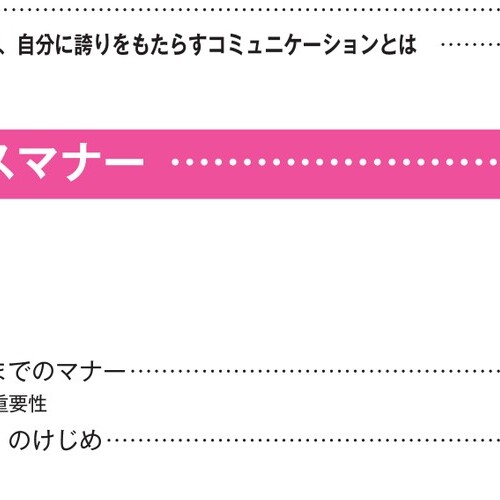 、自分に誇りをもたらすコミュニケーションとは ………
スマナー ………………………
までのマナー………………………………
重要性
）のけじめ………………………………